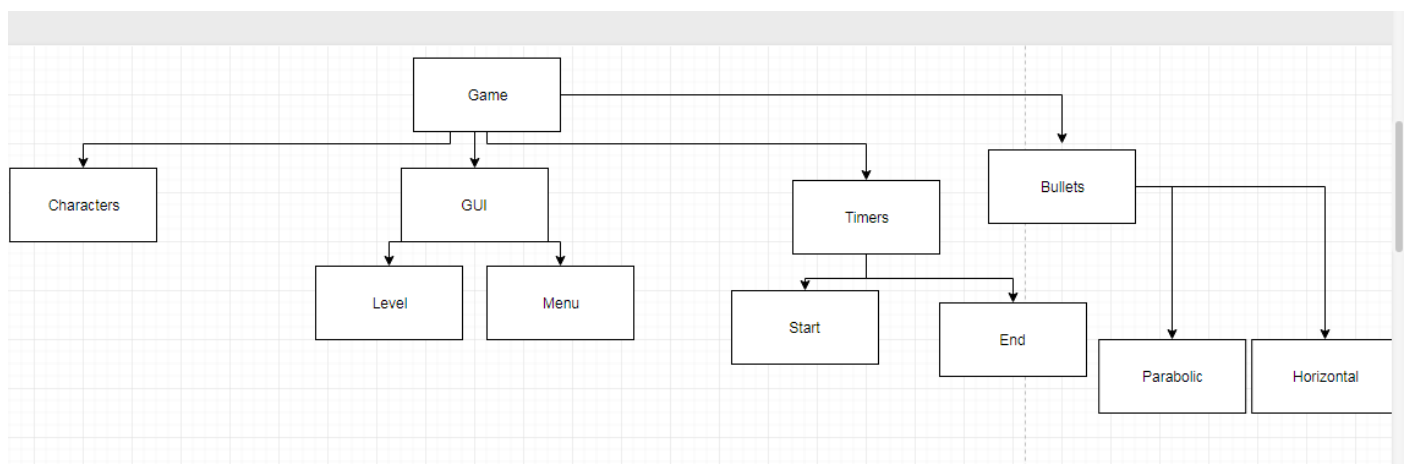 Game
Characters
GUI
Timers
Bullets
Level
Menu
Start
End
Parabolic
Horizontal